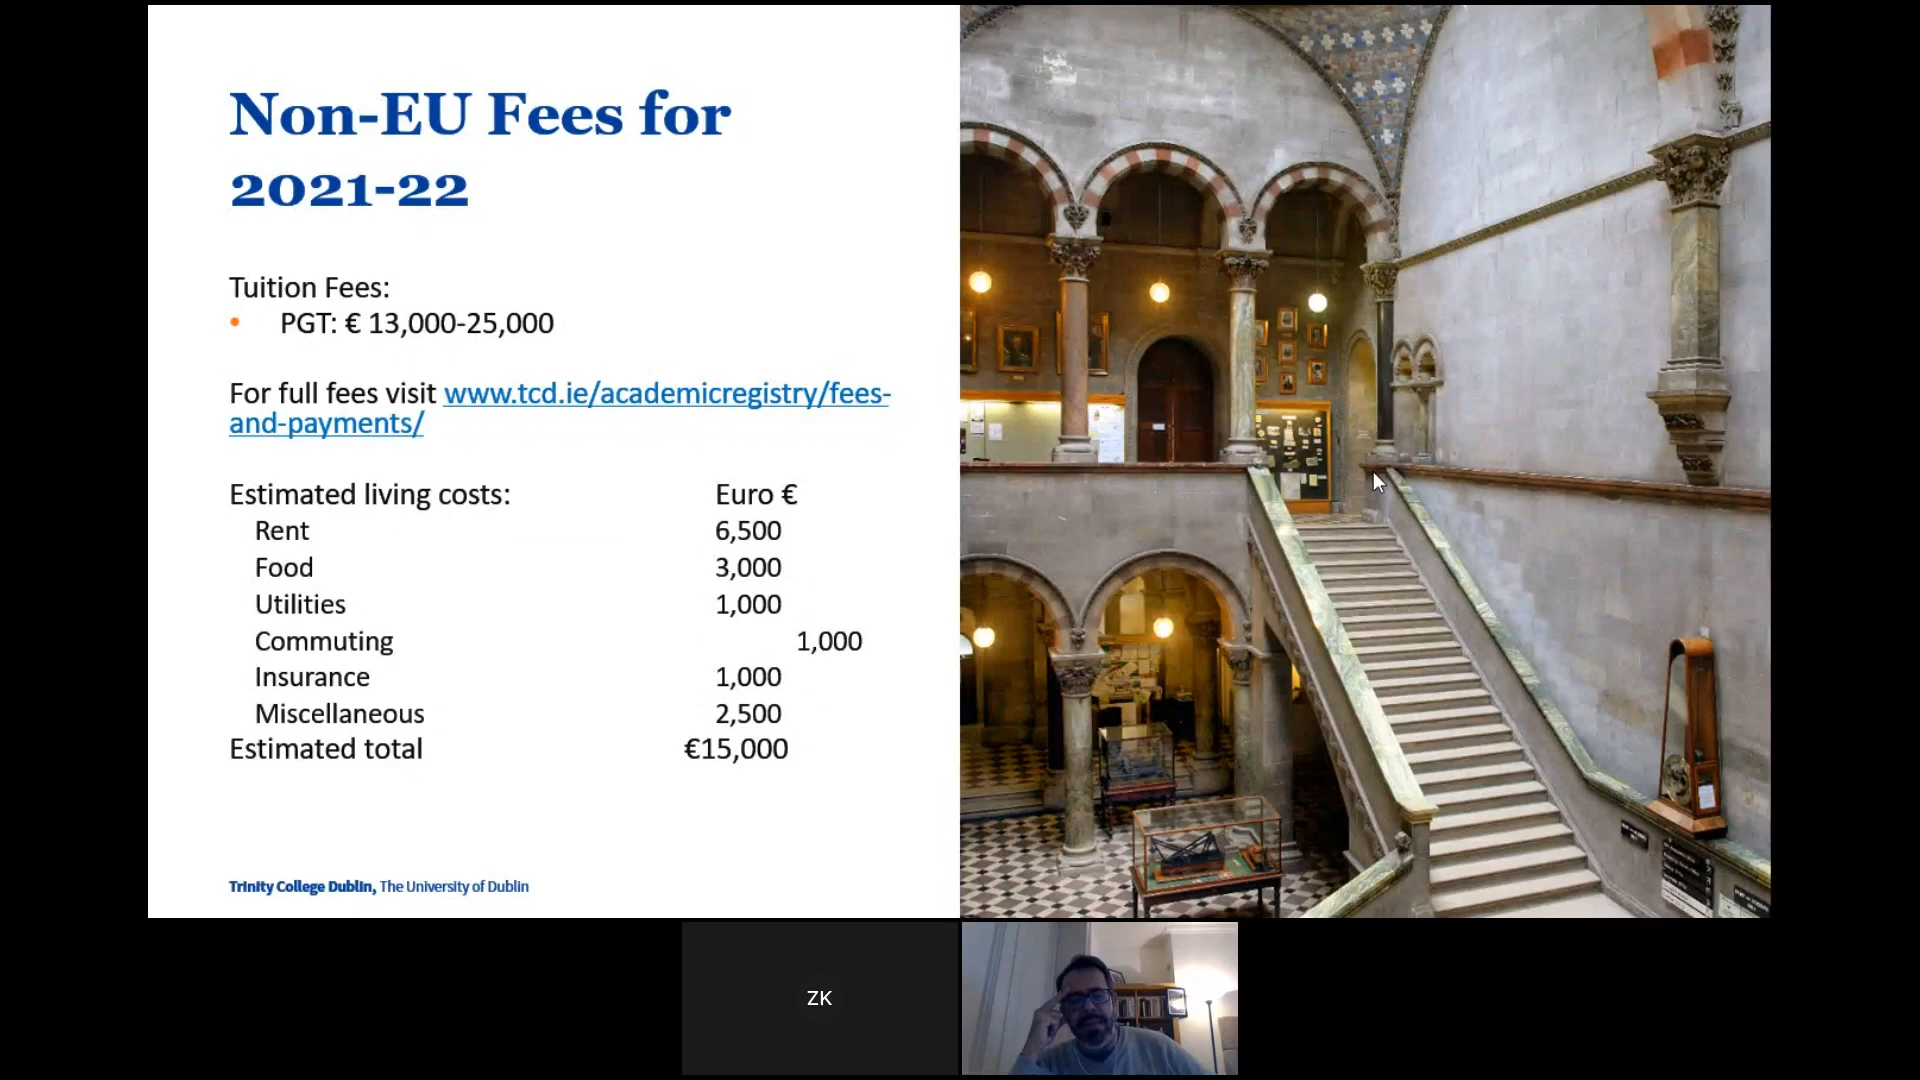 Non-EU Fees for
2021-22
Tuition Fees:
• PGT: € 13,000-25,000
For full fees visit www.tcd.ie/academicregistry/fees-
and-payments/
Estimated living costs: Euro €
Rent 6,500
Food 3,000
Utilities 1,000
Commuting 1,000
Insurance 1,000
Miscellaneous 2,500
Estimated total €15,000
Trinity College Dublin, The University of Dublin
ZK